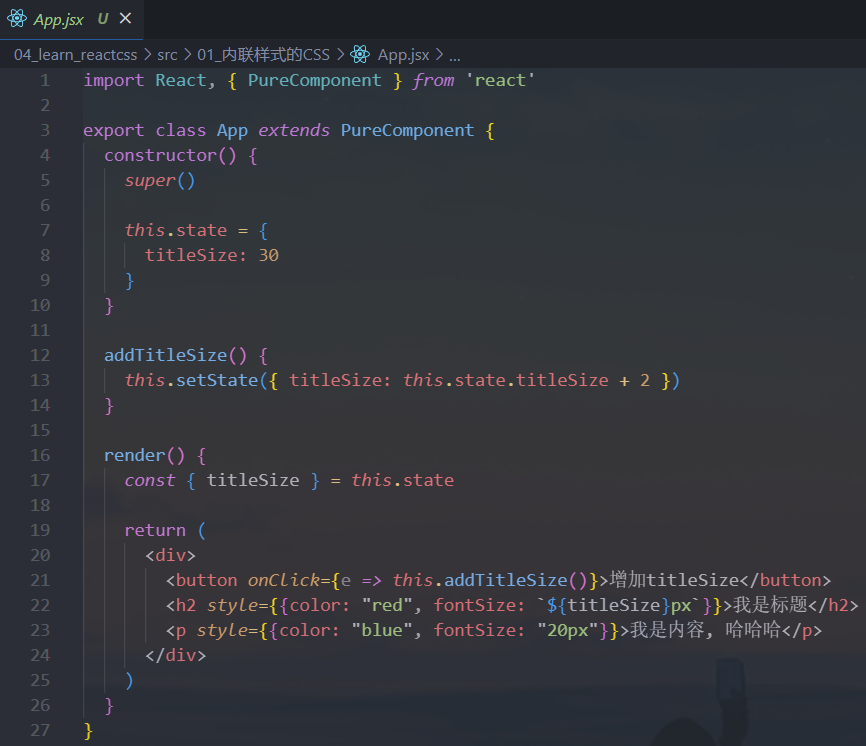 App.jsx U ×
04_learn_reactcss > src > 01_内联样式的CSS > App.jsx > ...
1 import React, { PureComponent } from 'react'
2
3 export class App extends PureComponent {
4   constructor() {
5     super()
6
7     this.state = {
8       titleSize: 30
9     }
10   }
11
12   addTitleSize() {
13     this.setState({ titleSize: this.state.titleSize + 2 })
14   }
15
16   render() {
17     const { titleSize } = this.state
18
19     return (
20       <div>
21         <button onClick={e => this.addTitleSize()}>增加titleSize</button>
22         <h2 style={{color: "red", fontSize: `${titleSize}px`}}>我是标题</h2>
23         <p style={{color: "blue", fontSize: "20px"}}>我是内容, 哈哈哈</p>
24       </div>
25     )
26   }
27 }